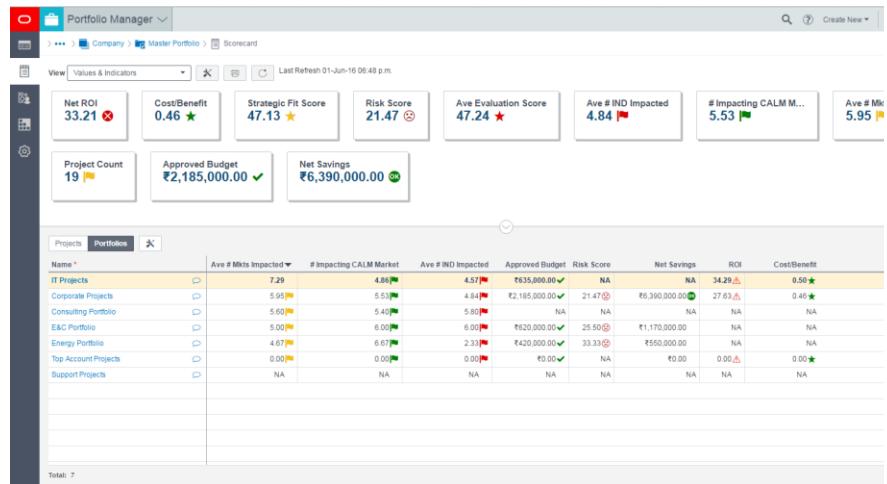 Portfolio Manager
Create New
Company > Master Portfolio > Scorecard
View Values & Indicators Last Refresh 01-Jun-16 06:48 p.m.
Net ROI Cost/Benefit Strategic Fit Score Risk Score Ave Evaluation Score Ave # IND Impacted # Impacting CALM M... Ave # Mk
33.21 0.46 47.13 21.47 47.24 4.84 5.53 5.95
Project Count Approved Budget Net Savings
19 ₹2,185,000.00 ₹6,390,000.00 OK
Projects Portfolios
Name* Ave # Mkts Impacted # Impacting CALM Market Ave # IND Impacted Approved Budget Risk Score Net Savings ROI Cost/Benefit
IT Projects 7.29 4.86 4.57 ₹635,000.00 NA NA 34.29 0.50
Corporate Projects 5.95 5.53 4.84 ₹2,185,000.00 21.47 ₹6,390,000.00 27.63 0.46
Consulting Portfolio 5.60 5.40 5.80 NA NA NA NA NA
E&C Portfolio 5.00 6.00 6.00 ₹620,000.00 25.50 ₹1,170,000.00 NA NA
Energy Portfolio 4.67 6.67 2.33 ₹420,000.00 33.33 ₹550,000.00 NA NA
Top Account Projects 0.00 0.00 0.00 ₹0.00 NA ₹0.00 0.00 0.00
Support Projects NA NA NA NA NA NA NA NA
Total: 7